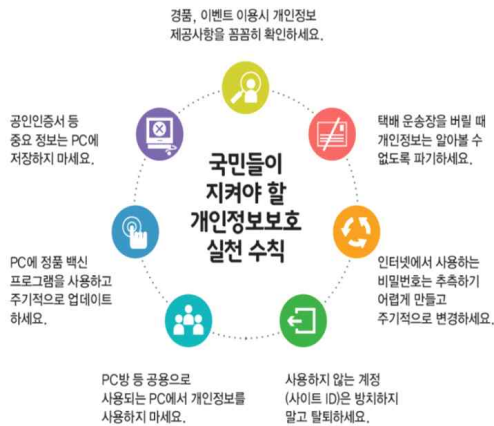 경품, 이벤트 이용시 개인정보
제공사항을 꼼꼼히 확인하세요.
택배 운송장을 버릴 때
개인정보는 알아볼 수
없도록 파기하세요.
인터넷에서 사용하는
비밀번호는 추측하기
어렵게 만들고
주기적으로 변경하세요.
사용하지 않는 계정
(사이트 ID)은 방치하지
말고 탈퇴하세요.
PC방 등 공용으로
사용되는 PC에서 개인정보를
사용하지 마세요.
PC에 정품 백신
프로그램을 사용하고
주기적으로 업데이트
하세요.
공인인증서 등
중요 정보는 PC에
저장하지 마세요.
국민들이
지켜야 할
개인정보보호
실천 수칙